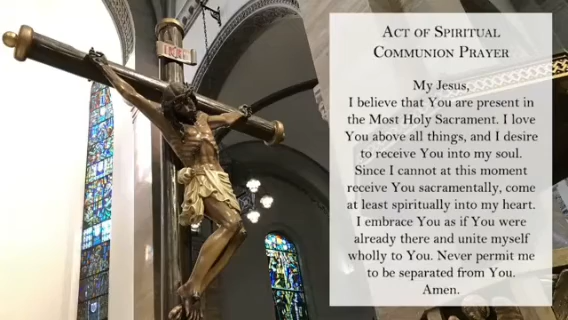 INRI
Act of Spiritual
Communion Prayer
My Jesus,
I believe that You are present in
the Most Holy Sacrament. I love
You above all things, and I desire
to receive You into my soul.
Since I cannot at this moment
receive You sacramentally, come
at least spiritually into my heart.
I embrace You as if You were
already there and unite myself
wholly to You. Never permit me
to be separated from You.
Amen.